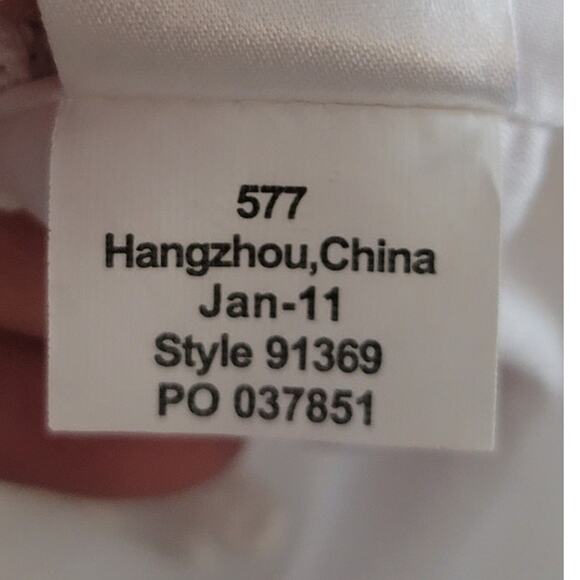 577
Hangzhou,China
Jan-11
Style 91369
PO 037851